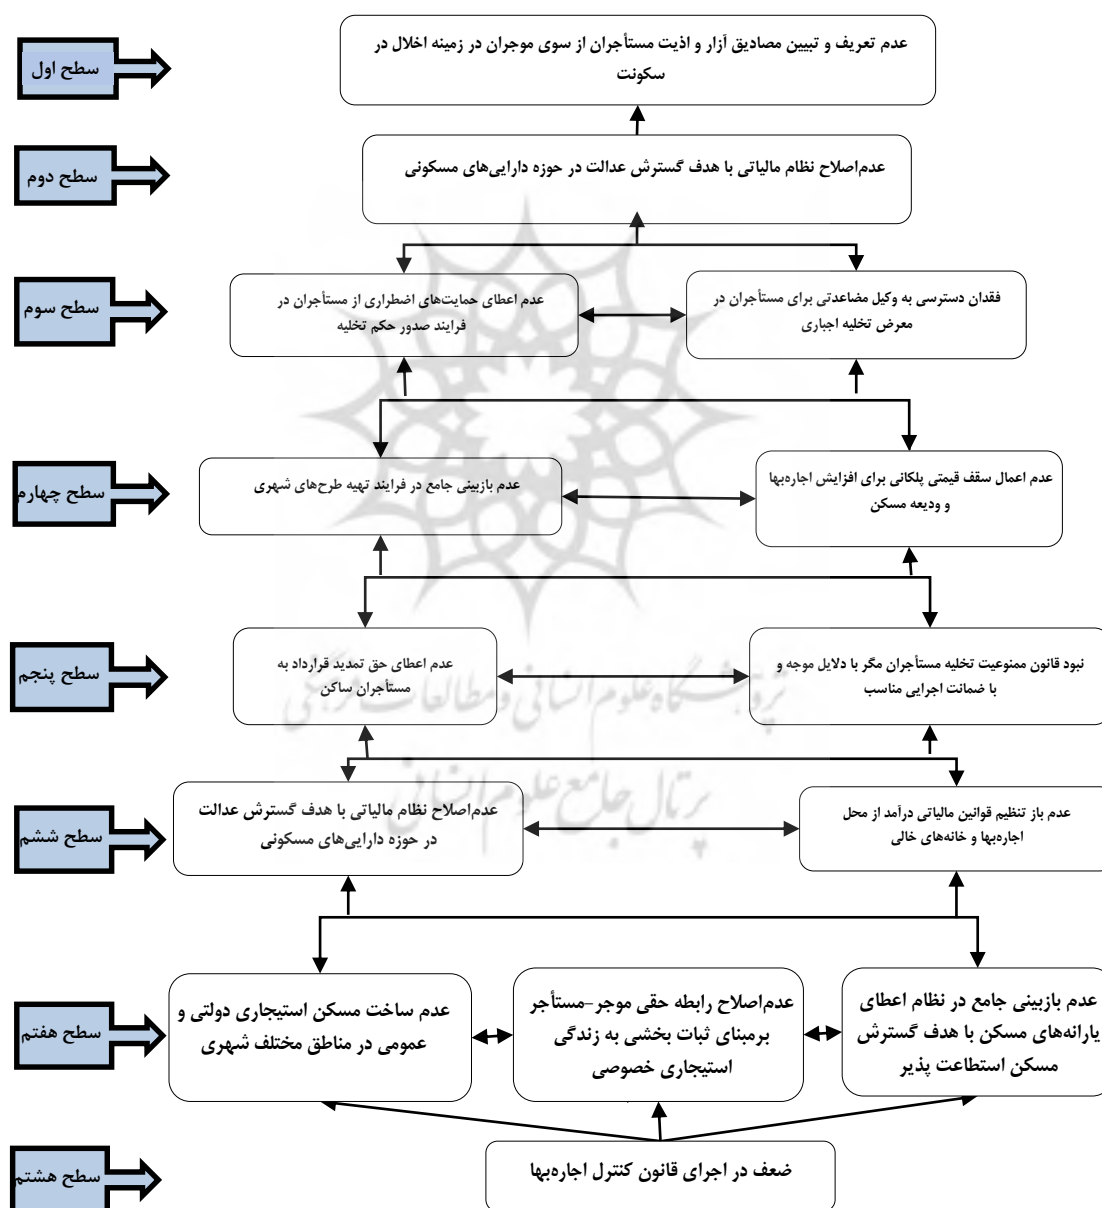 سطح اول
عدم تعریف و تبیین مصادیق آزار و اذیت مستأجران از سوی موجران در زمینه اخلال در
سکونت
سطح دوم
عدم‌اصلاح نظام مالیاتی با هدف گسترش عدالت در حوزه دارایی‌های مسکونی
سطح سوم
فقدان دسترسی به وکیل مضاعدتی برای مستأجران در
معرض تخلیه اجباری
عدم اعطای حمایت‌های اضطراری از مستأجران در
فرایند صدور حکم تخلیه
سطح چهارم
عدم اعمال سقف قیمتی پلکانی برای افزایش اجاره‌بها
و ودیعه مسکن
عدم بازبینی جامع در فرایند تهیه طرح‌های شهری
سطح پنجم
نبود قانون ممنوعیت تخلیه مستأجران مگر با دلایل موجه و
با ضمانت اجرایی مناسب
عدم اعطای حق تمدید قرارداد به
مستأجران ساکن
پژوهشگاه علوم انسانی و مطالعات فرهنگی
پرتال جامع علوم انسانی
سطح ششم
عدم باز تنظیم قوانین مالیاتی درآمد از محل
اجاره‌بها و خانه‌های خالی
عدم‌اصلاح نظام مالیاتی با هدف گسترش عدالت
در حوزه دارایی‌های مسکونی
سطح هفتم
عدم بازبینی جامع در نظام اعطای
یارانه‌های مسکن با هدف گسترش
مسکن استطاعت پذیر
عدم‌اصلاح رابطه حقی موجر–مستأجر
برمبنای ثبات بخشی به زندگی
استیجاری خصوصی
عدم ساخت مسکن استیجاری دولتی و
عمومی در مناطق مختلف شهری
سطح هشتم
ضعف در اجرای قانون کنترل اجاره‌بها